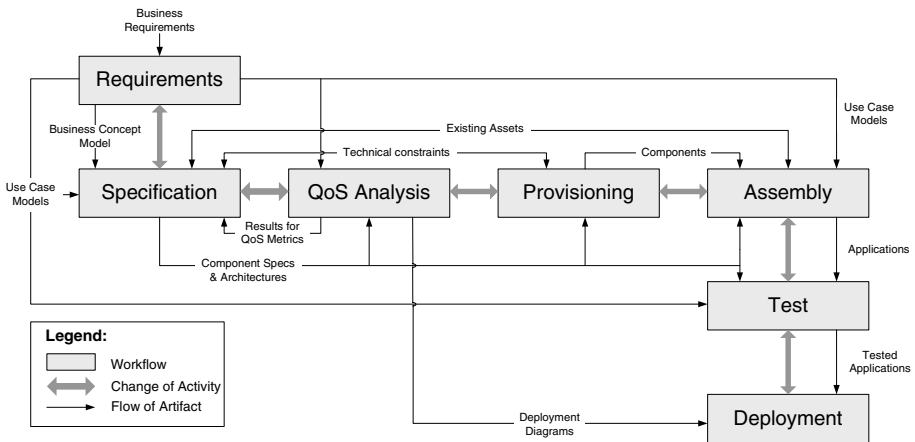 Business
Requirements
Requirements
Business Concept
Model
Existing Assets
Use Case
Models
Technical constraints
Components
Use Case
Models
Specification
QoS Analysis
Provisioning
Assembly
Results for
QoS Metrics
Component Specs
& Architectures
Applications
Test
Legend:
Workflow
Change of Activity
Flow of Artifact
Tested
Applications
Deployment
Diagrams
Deployment